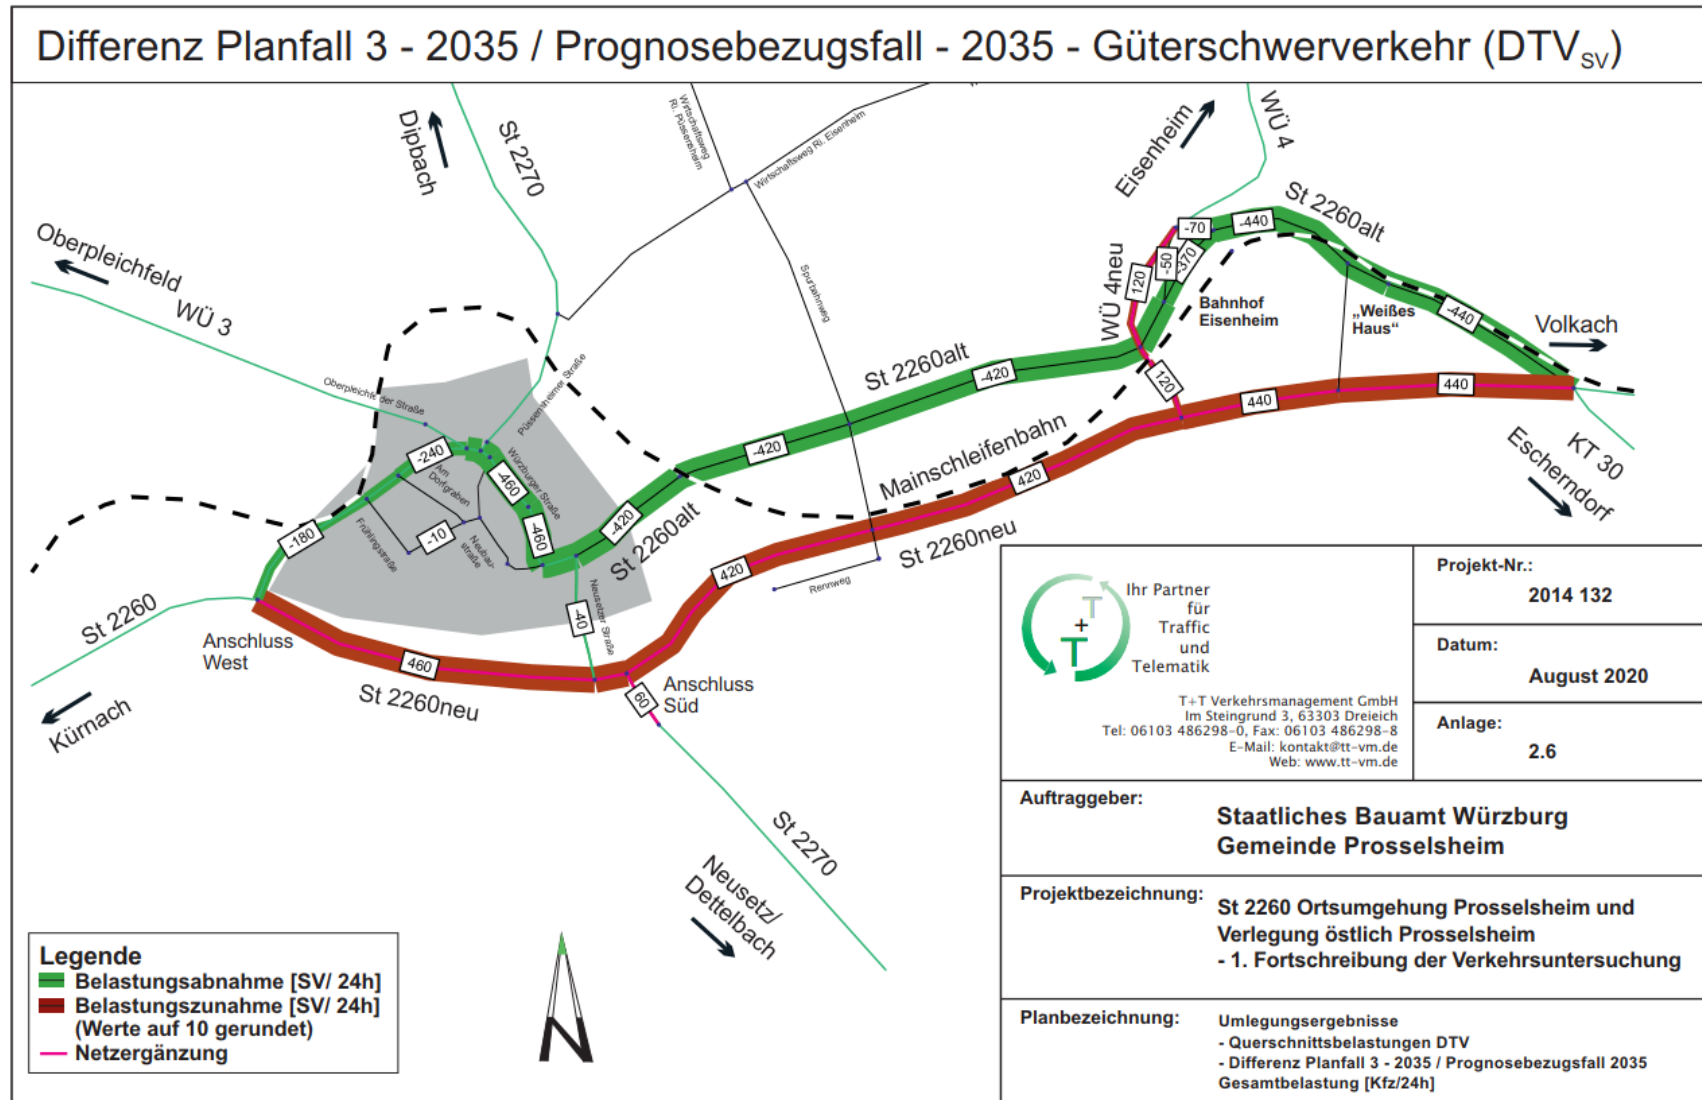 Differenz Planfall 3 - 2035 / Prognosebezugsfall - 2035 - Güterschwerverkehr (DTVSV)
Dipbach
St 2270
Wirtschaftsweg
Ri. Püssensheim
Wirtschaftsweg Ri. Eisenheim
Eisenheim
WÜ 4
Oberpleichfeld
WÜ 3
St 2260alt
-70
-440
-50
-370
120
WÜ 4neu
Spurbahnweg
Bahnhof
Eisenheim
„Weißes
Haus“
-440
Volkach
Oberpleichfelder Straße
Püssenheimer Straße
St 2260alt
-420
120
440
440
KT 30
Escherndorf
-240
Am
Dorfgraben
-460
Würzburger Straße
-420
Mainschleifenbahn
420
-180
Frühlingstraße
-10
Neubau-
straße
-460
-420
St 2260alt
St 2260neu
420
Rennweg
St 2260
Kürnach
Anschluss
West
-40
Neusetzer Straße
460
St 2260neu
60
Anschluss
Süd
St 2270
Neusetz/
Dettelbach
Legende
Belastungsabnahme [SV/ 24h]
Belastungszunahme [SV/ 24h]
(Werte auf 10 gerundet)
Netzergänzung
N
T
+
T
Ihr Partner
für
Traffic
und
Telematik
T+T Verkehrsmanagement GmbH
Im Steingrund 3, 63303 Dreieich
Tel: 06103 486298-0, Fax: 06103 486298-8
E-Mail: kontakt@tt-vm.de
Web: www.tt-vm.de
Projekt-Nr.:
2014 132
Datum:
August 2020
Anlage:
2.6
Auftraggeber:
Staatliches Bauamt Würzburg
Gemeinde Prosselsheim
Projektbezeichnung:
St 2260 Ortsumgehung Prosselsheim und
Verlegung östlich Prosselsheim
- 1. Fortschreibung der Verkehrsuntersuchung
Planbezeichnung:
Umlegungsergebnisse
- Querschnittsbelastungen DTV
- Differenz Planfall 3 - 2035 / Prognosebezugsfall 2035
Gesamtbelastung [Kfz/24h]